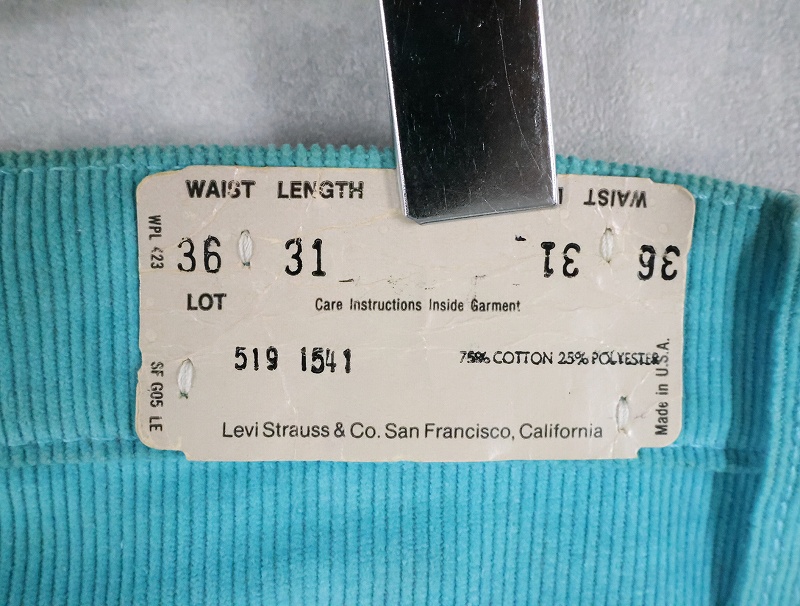 WAIST LENGTH
WAIST
WPL 423
36 31
31 36
LOT
Care Instructions Inside Garment
519 1541
75% COTTON 25% POLYESTER
SF G05 LE
Made in U.S.A.
Levi Strauss & Co. San Francisco, California